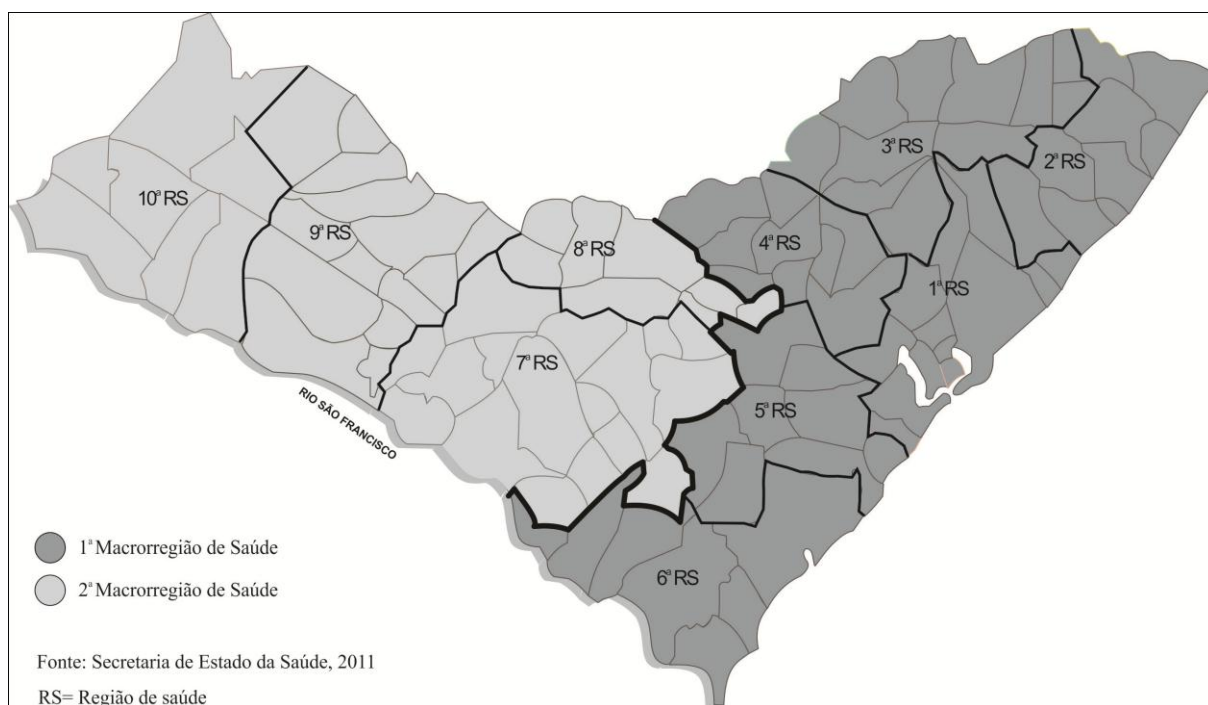 3ª RS
2ª RS
10ª RS
9ª RS
8ª RS
4ª RS
1ª RS
7ª RS
5ª RS
RIO SÃO FRANCISCO
6ª RS
1ª Macrorregião de Saúde
2ª Macrorregião de Saúde
Fonte: Secretaria de Estado da Saúde, 2011
RS= Região de saúde